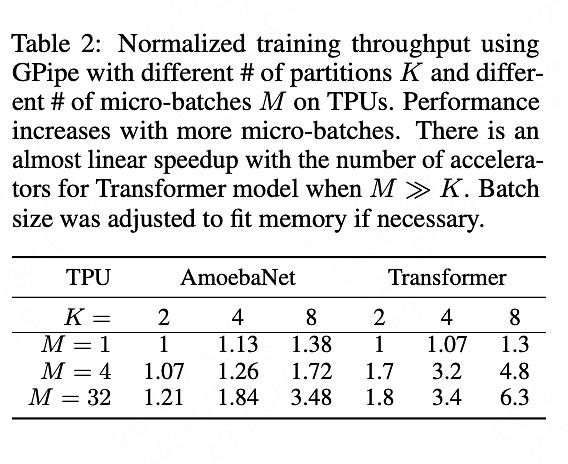 Table 2: Normalized training throughput using
GPipe with different # of partitions K and differ-
ent # of micro-batches M on TPUs. Performance
increases with more micro-batches. There is an
almost linear speedup with the number of accelera-
tors for Transformer model when M ≫ K. Batch
size was adjusted to fit memory if necessary.
TPU AmoebaNet Transformer
K = 2 4 8 2 4 8
M = 1 1 1.13 1.38 1 1.07 1.3
M = 4 1.07 1.26 1.72 1.7 3.2 4.8
M = 32 1.21 1.84 3.48 1.8 3.4 6.3